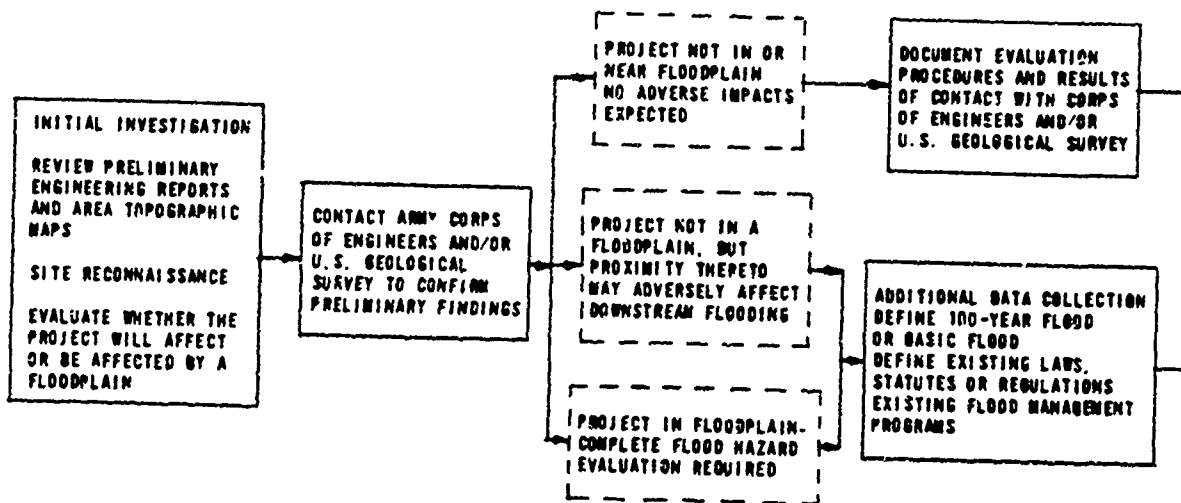 INITIAL INVESTIGATION
REVIEW PRELIMINARY
ENGINEERING REPORTS
AND AREA TOPOGRAPHIC
MAPS
SITE RECONNAISSANCE
EVALUATE WHETHER THE
PROJECT WILL AFFECT
OR BE AFFECTED BY A
FLOODPLAIN
CONTACT ARMY CORPS
OF ENGINEERS AND/OR
U.S. GEOLOGICAL
SURVEY TO CONFIRM
PRELIMINARY FINDINGS
PROJECT NOT IN OR
NEAR FLOODPLAIN
NO ADVERSE IMPACTS
EXPECTED
PROJECT NOT IN A
FLOODPLAIN, BUT
PROXIMITY THERETO
MAY ADVERSELY AFFECT
DOWNSTREAM FLOODING
PROJECT IN FLOODPLAIN-
COMPLETE FLOOD HAZARD
EVALUATION REQUIRED
DOCUMENT EVALUATION
PROCEDURES AND RESULTS
OF CONTACT WITH CORPS
OF ENGINEERS AND/OR
U.S. GEOLOGICAL SURVEY
ADDITIONAL DATA COLLECTION
DEFINE 100-YEAR FLOOD
OR BASIC FLOOD
DEFINE EXISTING LAWS,
STATUTES OR REGULATIONS
EXISTING FLOOD MANAGEMENT
PROGRAMS